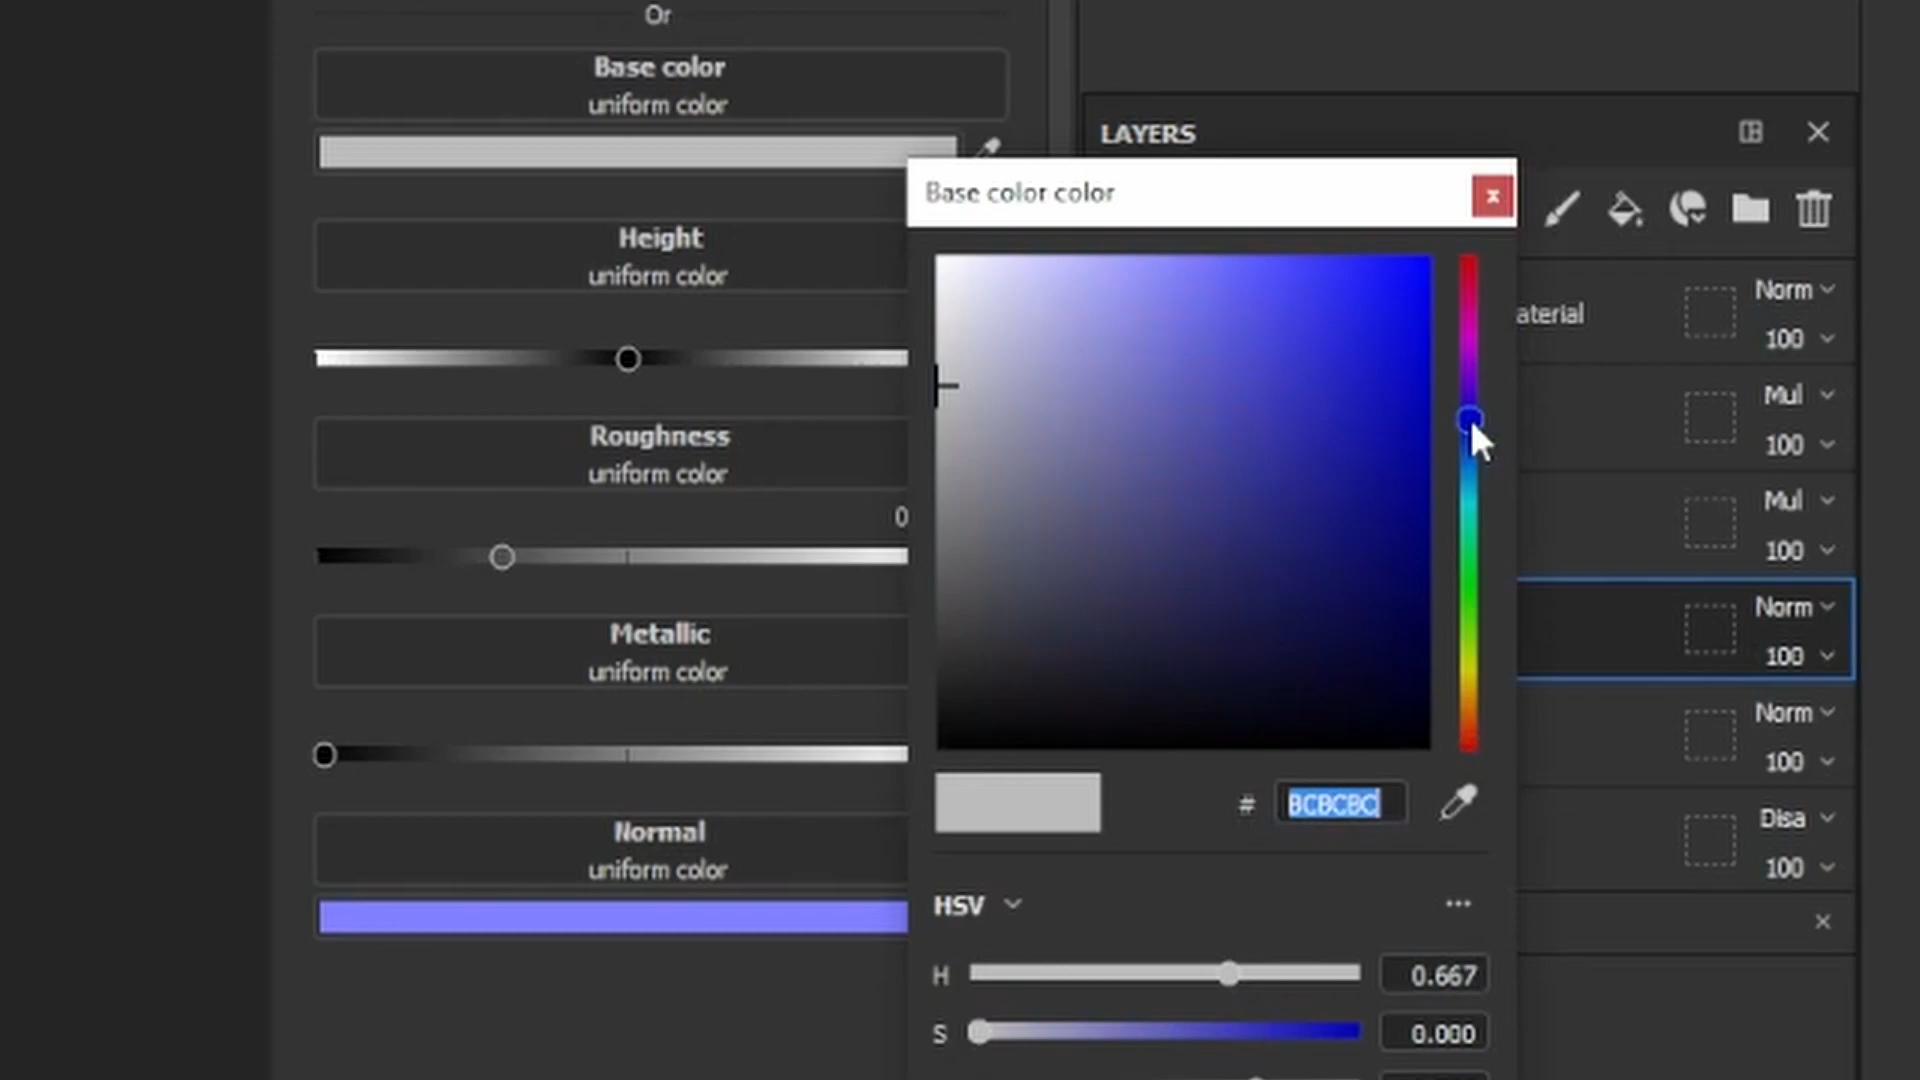 Or
Base color
uniform color
Height
uniform color
Roughness
uniform color
0
Metallic
uniform color
Normal
uniform color
Base color color
# BCBCBC
HSV
H 0.667
S 0.000
LAYERS
aterial
Norm
100
Mul
100
Mul
100
Norm
100
Norm
100
Disa
100